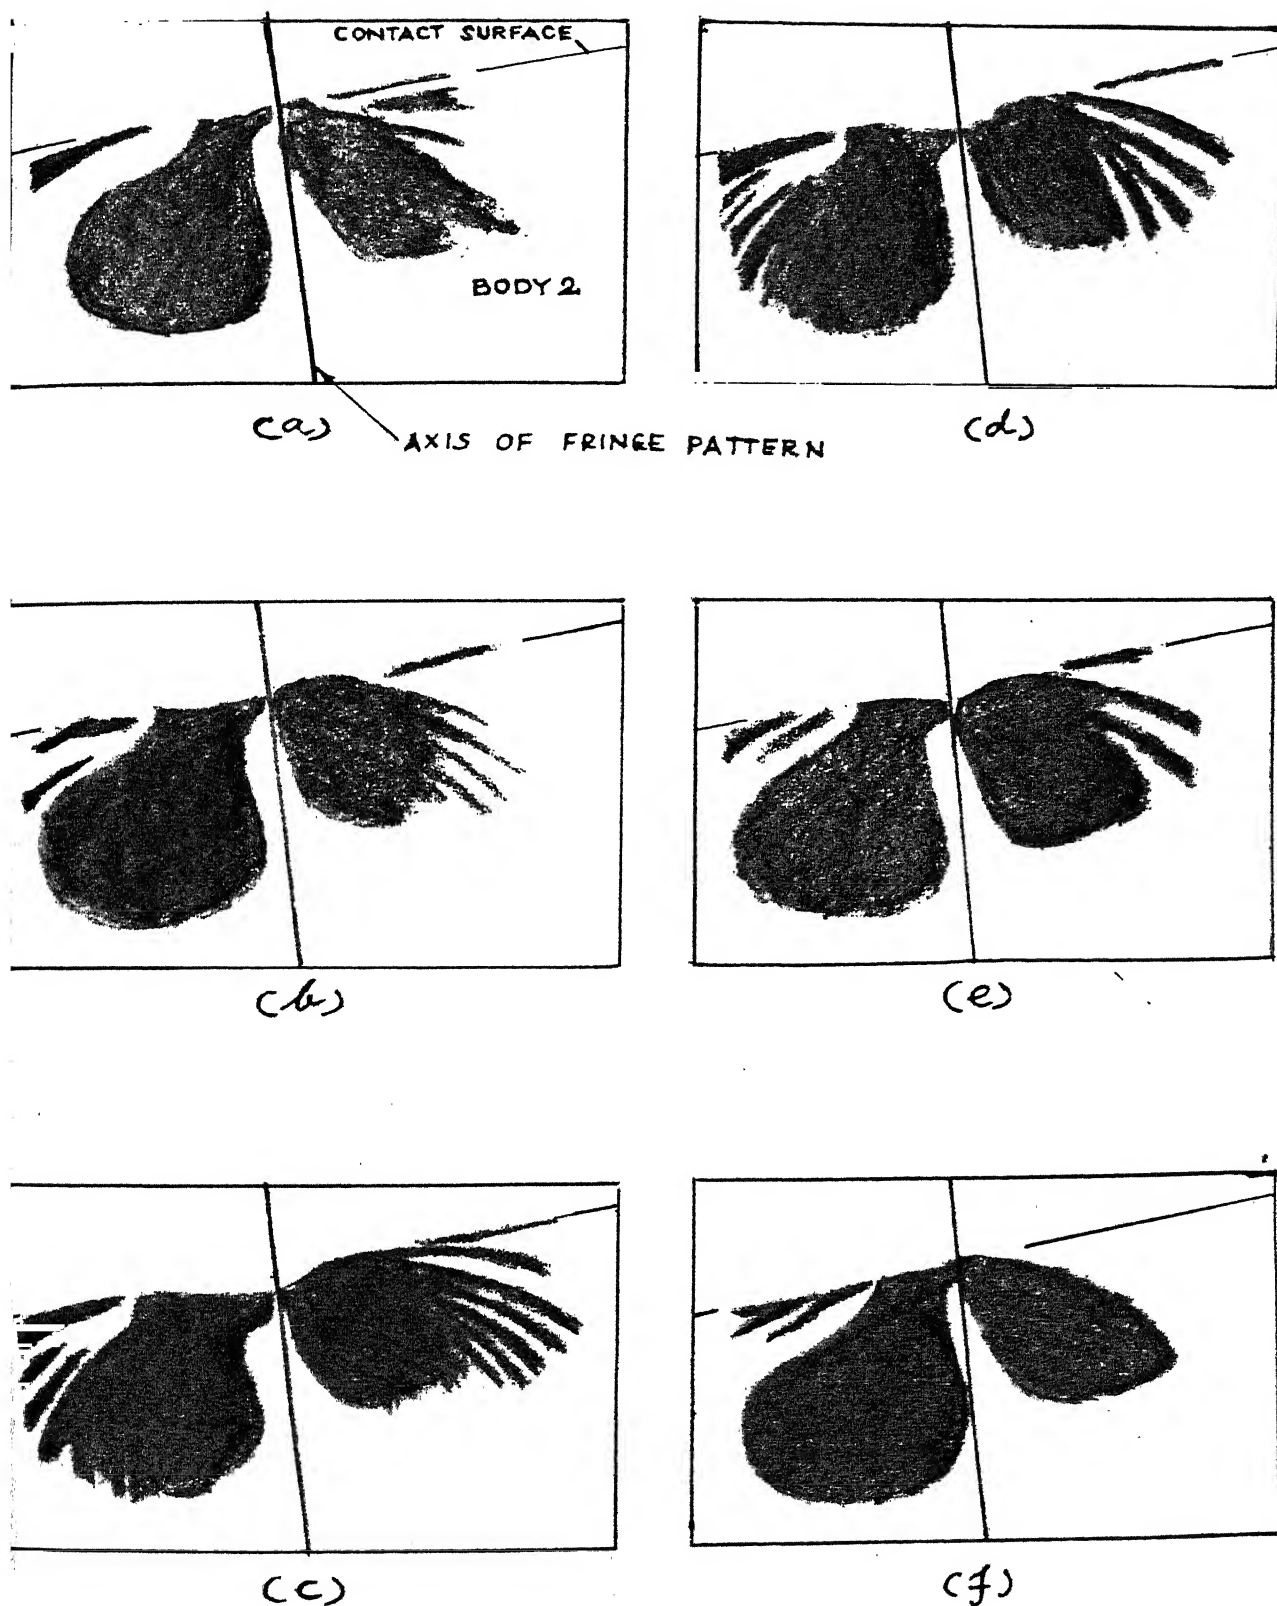 CONTACT SURFACE
BODY 2
(a)
(d)
AXIS OF FRINGE PATTERN
(b)
(e)
(c)
(f)